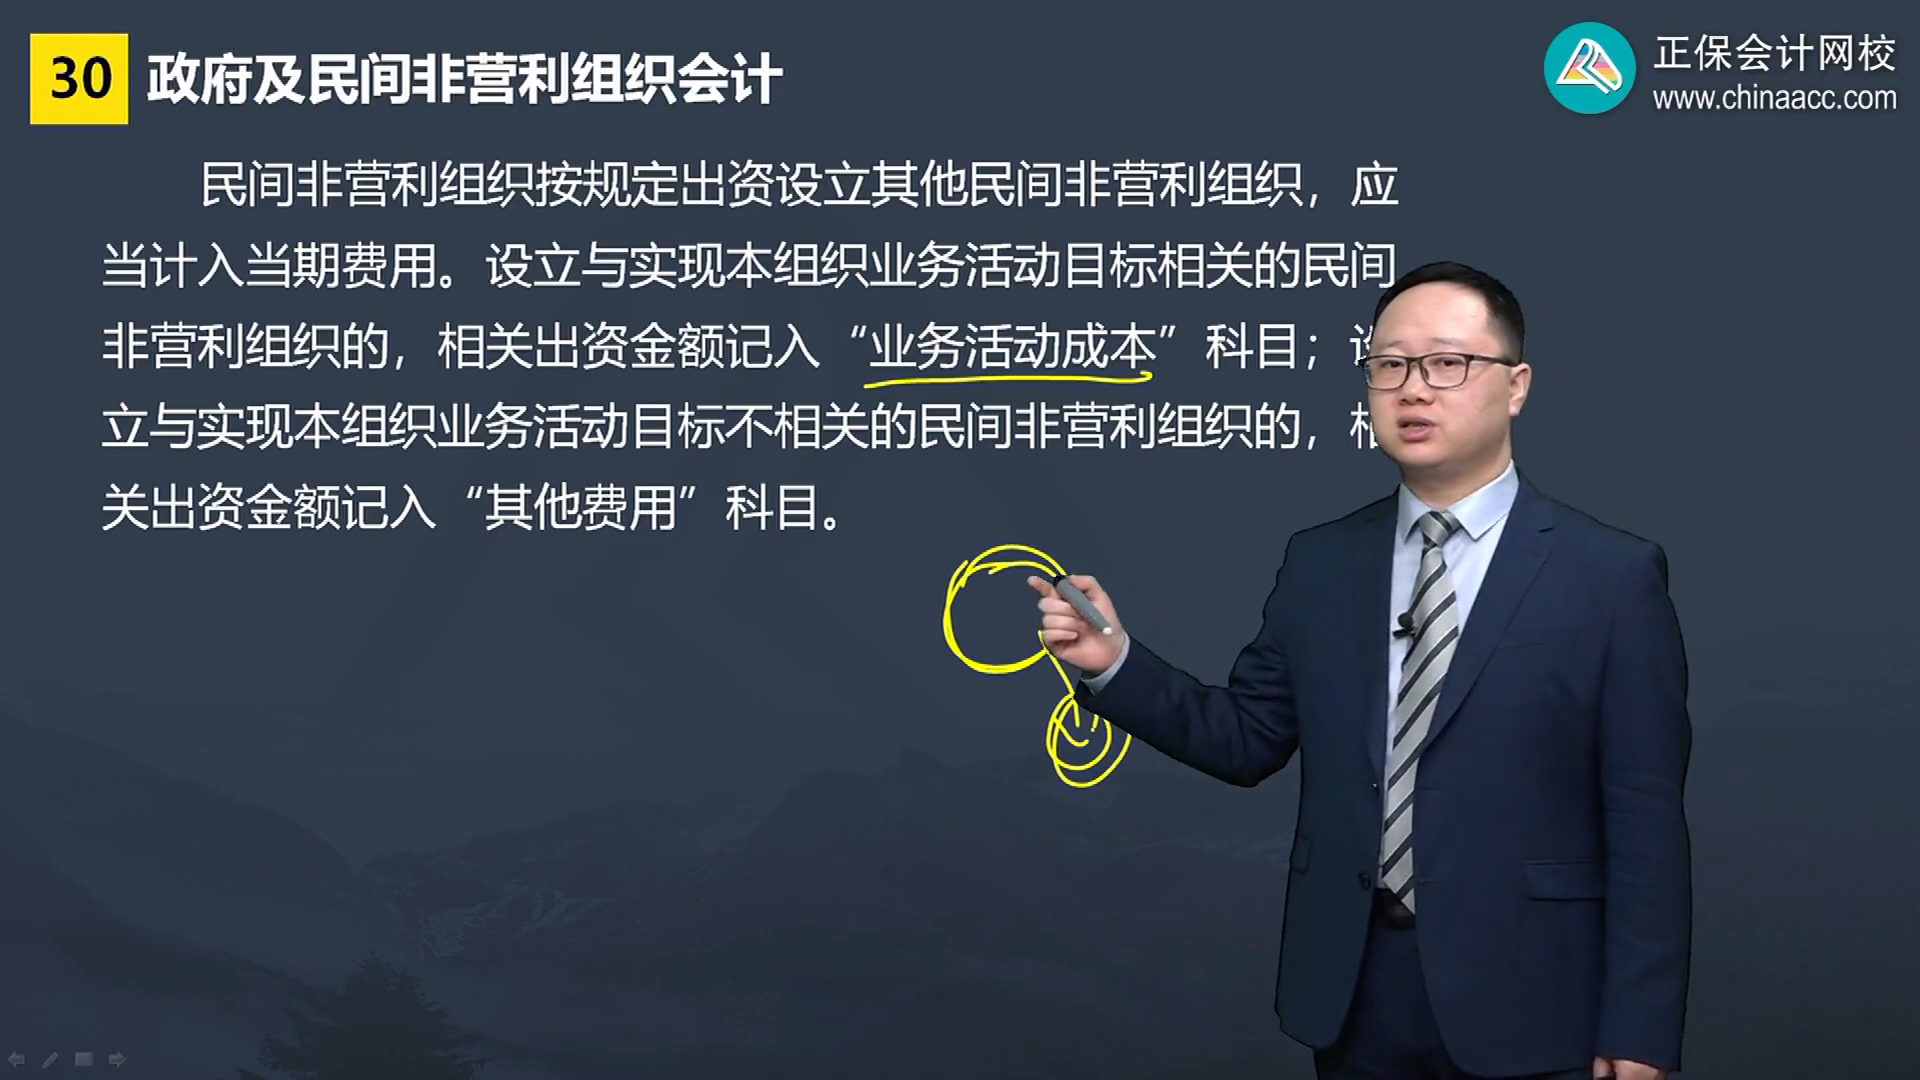 30 政府及民间非营利组织会计
正保会计网校
www.chinaacc.com
民间非营利组织按规定出资设立其他民间非营利组织，应
当计入当期费用。设立与实现本组织业务活动目标相关的民间
非营利组织的，相关出资金额记入“业务活动成本”科目；设
立与实现本组织业务活动目标不相关的民间非营利组织的，相
关出资金额记入“其他费用”科目。